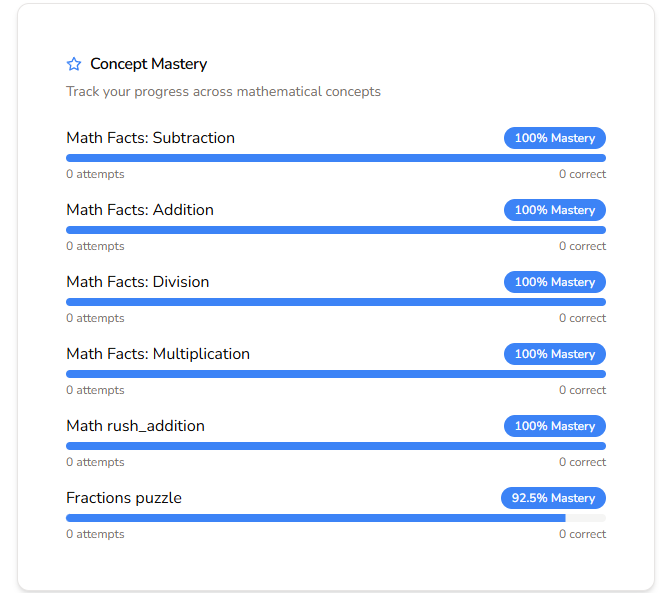 Concept Mastery
Track your progress across mathematical concepts
Math Facts: Subtraction 100% Mastery
0 attempts 0 correct
Math Facts: Addition 100% Mastery
0 attempts 0 correct
Math Facts: Division 100% Mastery
0 attempts 0 correct
Math Facts: Multiplication 100% Mastery
0 attempts 0 correct
Math rush_addition 100% Mastery
0 attempts 0 correct
Fractions puzzle 92.5% Mastery
0 attempts 0 correct